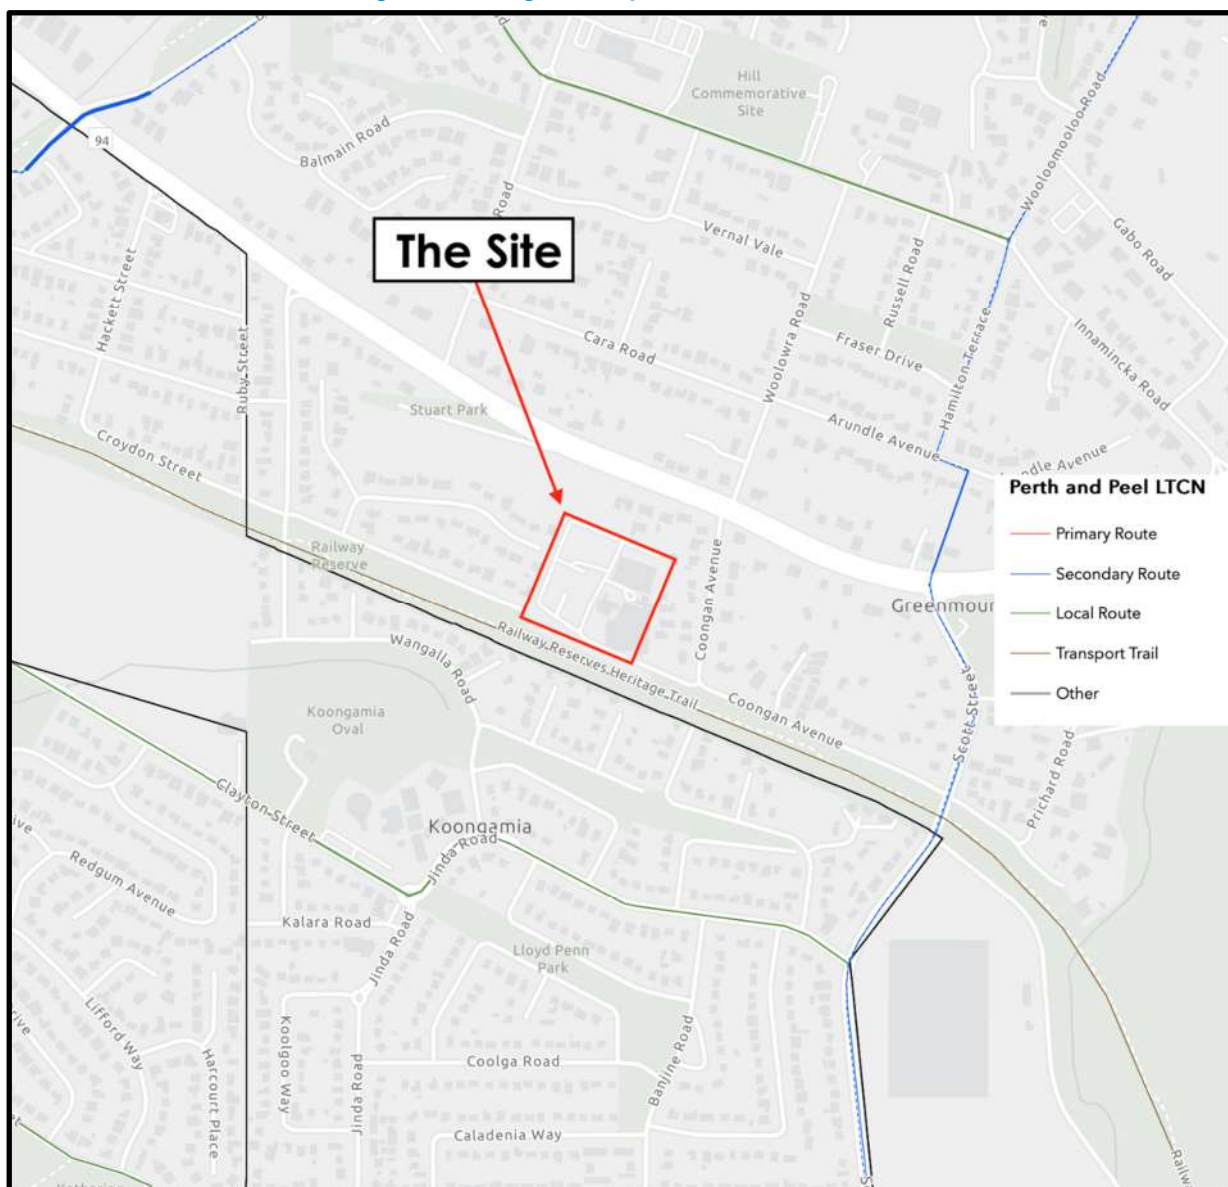 Hill
Commemorative
Site
Wooloomooloo Road
94
Balmain Road
Road
Gabo Road
Vernal Vale
The Site
Russell Road
Hackett Street
Ruby Street
Hamilton Terrace
Innamincka Road
Cara Road
Woolowra Road
Fraser Drive
Stuart Park
Arundle Avenue
Croydon Street
Perth and Peel LTCN
Primary Route
Secondary Route
Local Route
Transport Trail
Other
Railway
Reserve
Coongan Avenue
Railway Reserves Heritage Trail
Wangalla Road
Koongamia
Oval
Coongan Avenue
Scott Street
Prichard Road
Clayton Street
Koongamia
Jinda Road
Redgum Avenue
Kalara Road
Jinda Road
Lloyd Penn
Park
Lifford Way
Harcourt Place
Koolgoo Way
Jinda Road
Coolga Road
Banjine Road
Caladenia Way